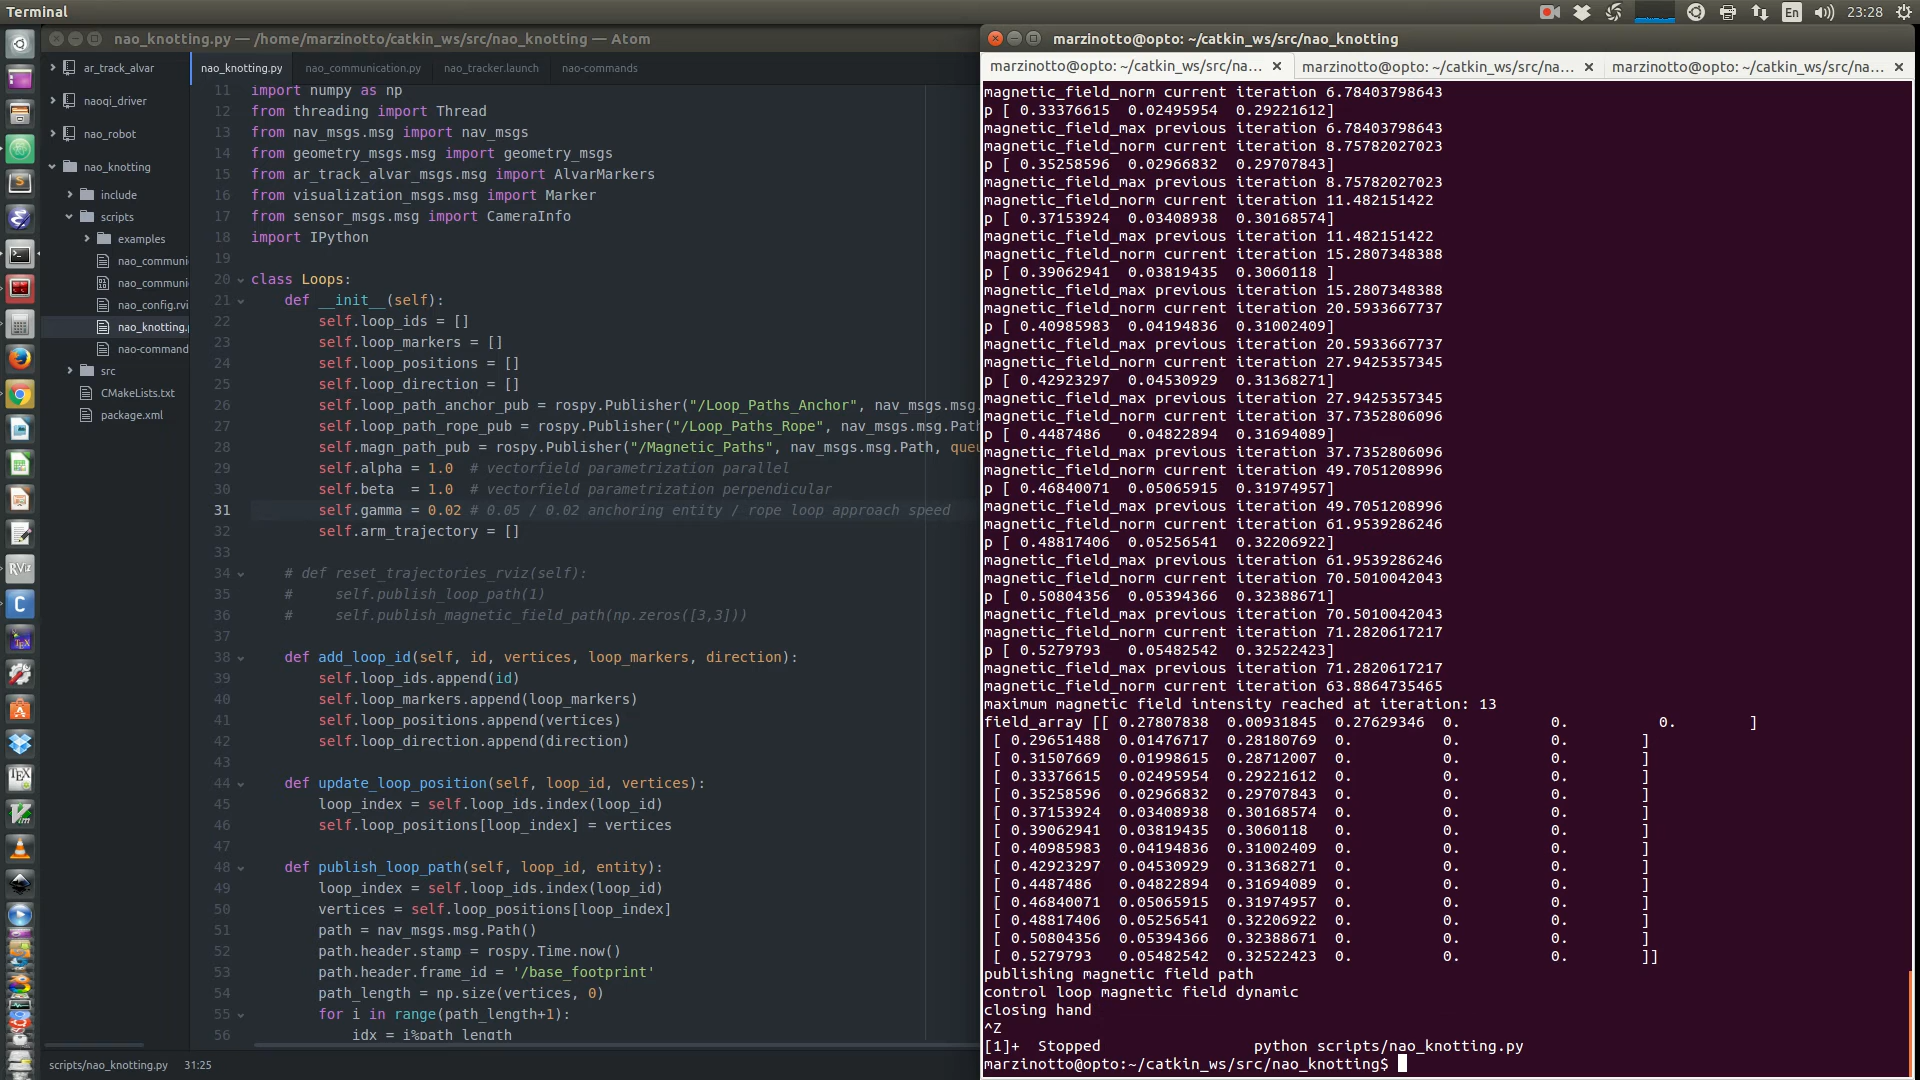 Terminal
En
23:28
nao_knotting.py — /home/marzinotto/catkin_ws/src/nao_knotting — Atom
ar_track_alvar
naoqi_driver
nao_robot
nao_knotting
include
scripts
examples
nao_communi
nao_communi
nao_config.rvi
nao_knotting.
nao-command
src
CMakeLists.txt
package.xml
nao_knotting.py
nao_communication.py
nao_tracker.launch
nao-commands
11 import numpy as np
12 from threading import Thread
13 from nav_msgs.msg import nav_msgs
14 from geometry_msgs.msg import geometry_msgs
15 from ar_track_alvar_msgs.msg import AlvarMarkers
16 from visualization_msgs.msg import Marker
17 from sensor_msgs.msg import CameraInfo
18 import IPython
19
20 class Loops:
21 def __init__(self):
22 self.loop_ids = []
23 self.loop_markers = []
24 self.loop_positions = []
25 self.loop_direction = []
26 self.loop_path_anchor_pub = rospy.Publisher("/Loop_Paths_Anchor", nav_msgs.msg.
27 self.loop_path_rope_pub = rospy.Publisher("/Loop_Paths_Rope", nav_msgs.msg.Path
28 self.magn_path_pub = rospy.Publisher("/Magnetic_Paths", nav_msgs.msg.Path, queu
29 self.alpha = 1.0 # vectorfield parametrization parallel
30 self.beta = 1.0 # vectorfield parametrization perpendicular
31 self.gamma = 0.02 # 0.05 / 0.02 anchoring entity / rope loop approach speed
32 self.arm_trajectory = []
33
34 # def reset_trajectories_rviz(self):
35 # self.publish_loop_path(1)
36 # self.publish_magnetic_field_path(np.zeros([3,3]))
37
38 def add_loop_id(self, id, vertices, loop_markers, direction):
39 self.loop_ids.append(id)
40 self.loop_markers.append(loop_markers)
41 self.loop_positions.append(vertices)
42 self.loop_direction.append(direction)
43
44 def update_loop_position(self, loop_id, vertices):
45 loop_index = self.loop_ids.index(loop_id)
46 self.loop_positions[loop_index] = vertices
47
48 def publish_loop_path(self, loop_id, entity):
49 loop_index = self.loop_ids.index(loop_id)
50 vertices = self.loop_positions[loop_index]
51 path = nav_msgs.msg.Path()
52 path.header.stamp = rospy.Time.now()
53 path.header.frame_id = '/base_footprint'
54 path_length = np.size(vertices, 0)
55 for i in range(path_length+1):
56 idx = i%path_length
scripts/nao_knotting.py 31:25
marzinotto@opto: ~/catkin_ws/src/nao_knotting
marzinotto@opto: ~/catkin_ws/src/na...
marzinotto@opto: ~/catkin_ws/src/na...
marzinotto@opto: ~/catkin_ws/src/na...
magnetic_field_norm current iteration 6.78403798643
p [ 0.33376615 0.02495954 0.29221612]
magnetic_field_max previous iteration 6.78403798643
magnetic_field_norm current iteration 8.75782027023
p [ 0.35258596 0.02966832 0.29707843]
magnetic_field_max previous iteration 8.75782027023
magnetic_field_norm current iteration 11.482151422
p [ 0.37153924 0.03408938 0.30168574]
magnetic_field_max previous iteration 11.482151422
magnetic_field_norm current iteration 15.2807348388
p [ 0.39062941 0.03819435 0.3060118 ]
magnetic_field_max previous iteration 15.2807348388
magnetic_field_norm current iteration 20.5933667737
p [ 0.40985983 0.04194836 0.31002409]
magnetic_field_max previous iteration 20.5933667737
magnetic_field_norm current iteration 27.9425357345
p [ 0.42923297 0.04530929 0.31368271]
magnetic_field_max previous iteration 27.9425357345
magnetic_field_norm current iteration 37.7352806096
p [ 0.4487486 0.04822894 0.31694089]
magnetic_field_max previous iteration 37.7352806096
magnetic_field_norm current iteration 49.7051208996
p [ 0.46840071 0.05065915 0.31974957]
magnetic_field_max previous iteration 49.7051208996
magnetic_field_norm current iteration 61.9539286246
p [ 0.48817406 0.05256541 0.32206922]
magnetic_field_max previous iteration 61.9539286246
magnetic_field_norm current iteration 70.5010042043
p [ 0.50804356 0.05394366 0.32388671]
magnetic_field_max previous iteration 70.5010042043
magnetic_field_norm current iteration 71.2820617217
p [ 0.5279793 0.05482542 0.32522423]
magnetic_field_max previous iteration 71.2820617217
magnetic_field_norm current iteration 63.8864735465
maximum magnetic field intensity reached at iteration: 13
field_array [[ 0.27807838 0.00931845 0.27629346 0. 0. 0. ]
[ 0.29651488 0.01476717 0.28180769 0. 0. 0. ]
[ 0.31507669 0.01998615 0.28712007 0. 0. 0. ]
[ 0.33376615 0.02495954 0.29221612 0. 0. 0. ]
[ 0.35258596 0.02966832 0.29707843 0. 0. 0. ]
[ 0.37153924 0.03408938 0.30168574 0. 0. 0. ]
[ 0.39062941 0.03819435 0.3060118 0. 0. 0. ]
[ 0.40985983 0.04194836 0.31002409 0. 0. 0. ]
[ 0.42923297 0.04530929 0.31368271 0. 0. 0. ]
[ 0.4487486 0.04822894 0.31694089 0. 0. 0. ]
[ 0.46840071 0.05065915 0.31974957 0. 0. 0. ]
[ 0.48817406 0.05256541 0.32206922 0. 0. 0. ]
[ 0.50804356 0.05394366 0.32388671 0. 0. 0. ]
[ 0.5279793 0.05482542 0.32522423 0. 0. 0. ]]
publishing magnetic field path
control loop magnetic field dynamic
closing hand
^Z
[1]+ Stopped python scripts/nao_knotting.py
marzinotto@opto:~/catkin_ws/src/nao_knotting$